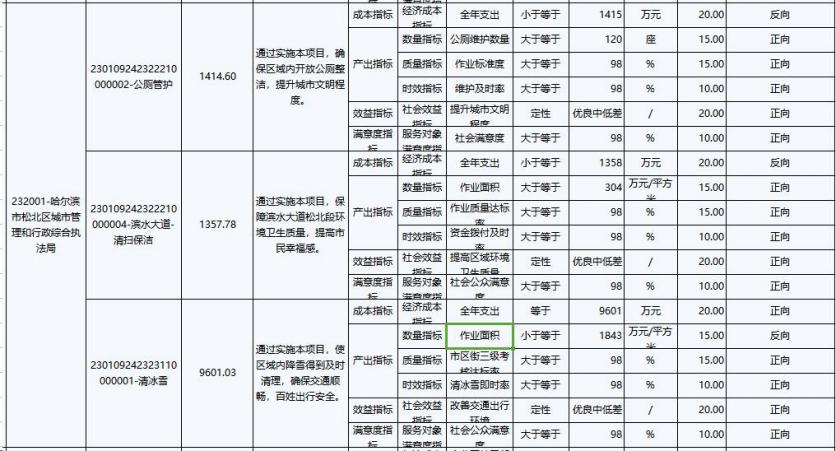 成本指标 经济成本指标 全年支出 小于等于 1415 万元 20.00 反向
数量指标 公厕维护数量 大于等于 120 座 15.00 正向
产出指标 质量指标 作业标准度 大于等于 98 % 15.00 正向
时效指标 维护及时率 大于等于 98 % 10.00 正向
效益指标 社会效益指标 提升城市文明程度 定性 优良中低差 / 20.00 正向
满意度指标 服务对象满意度指 社会满意度 大于等于 98 % 10.00 正向
230109242322210
000002-公厕管护
1414.60
通过实施本项目，确
保区域内开放公厕整
洁，提升城市文明程
度。
232001-哈尔滨
市松北区城市管
理和行政综合执
法局
成本指标 经济成本指标 全年支出 小于等于 1358 万元 20.00 反向
数量指标 作业面积 大于等于 304 万元/平方米 15.00 正向
产出指标 质量指标 作业质量达标率 大于等于 98 % 15.00 正向
时效指标 资金拨付及时率 大于等于 98 % 10.00 正向
效益指标 社会效益指标 提高区域环境卫生质量 定性 优良中低差 / 20.00 正向
满意度指标 服务对象满意度指 社会公众满意度 大于等于 98 % 10.00 正向
230109242322210
000004-滨水大道-
清扫保洁
1357.78
通过实施本项目，保
障滨水大道松北段环
境卫生质量，提高市
民幸福感。
成本指标 经济成本指标 全年支出 等于 9601 万元 20.00 正向
数量指标 作业面积 小于等于 1843 万元/平方米 15.00 反向
产出指标 质量指标 市区街三级考核达标率 大于等于 98 % 15.00 正向
时效指标 清冰雪即时率 大于等于 98 % 10.00 正向
效益指标 社会效益指标 改善交通出行环境 定性 优良中低差 / 20.00 正向
满意度指标 服务对象满意度指 社会公众满意度 大于等于 98 % 10.00 正向
230109242323110
000001-清冰雪
9601.03
通过实施本项目，使
区域内降雪得到及时
清理，确保交通顺
畅，百姓出行安全。